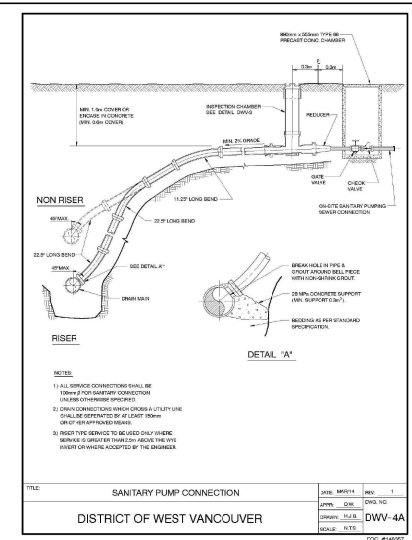 990mm x 555mm TYPE 66
PRECAST CONC. CHAMBER
0.3m
0.3m
MIN. 1.0m COVER OR
ENCASE IN CONCRETE
(MIN. 0.6m COVER)
INSPECTION CHAMBER
SEE DETAIL DWV-3
REDUCER
MIN. 2% GRADE
GATE
VALVE
CHECK
VALVE
11.25° LONG BEND
ON-SITE SANITARY PUMPING
SEWER CONNECTION
NON RISER
45° MAX.
22.5° LONG BEND
22.5° LONG BEND
45° MAX.
SEE DETAIL "A"
DRAIN MAIN
RISER
BREAK HOLE IN PIPE &
GROUT AROUND BELL PIECE
WITH NON-SHRINK GROUT.
28 MPa CONCRETE SUPPORT
(MIN. SUPPORT 0.3m³).
BEDDING AS PER STANDARD
SPECIFICATION.
DETAIL "A"
NOTES:
1) ALL SERVICE CONNECTIONS SHALL BE
100mm Ø FOR SANITARY CONNECTION
UNLESS OTHERWISE SPECIFIED.
2) DRAIN CONNECTIONS WHICH CROSS A UTILITY LINE
SHALL BE SEPERATED BY AT LEAST 150mm
OR OTHER APPROVED MEANS.
3) RISER TYPE SERVICE TO BE USED ONLY WHERE
SERVICE IS GREATER THAN 2.5m ABOVE THE WYE
INVERT OR WHERE ACCEPTED BY THE ENGINEER.
TITLE:
SANITARY PUMP CONNECTION
DATE: MAR/14
REV: 1
DISTRICT OF WEST VANCOUVER
APPR: D.W.
DWG. NO.
DRAWN: H.J.B.
DWV-4A
SCALE: N.T.S.